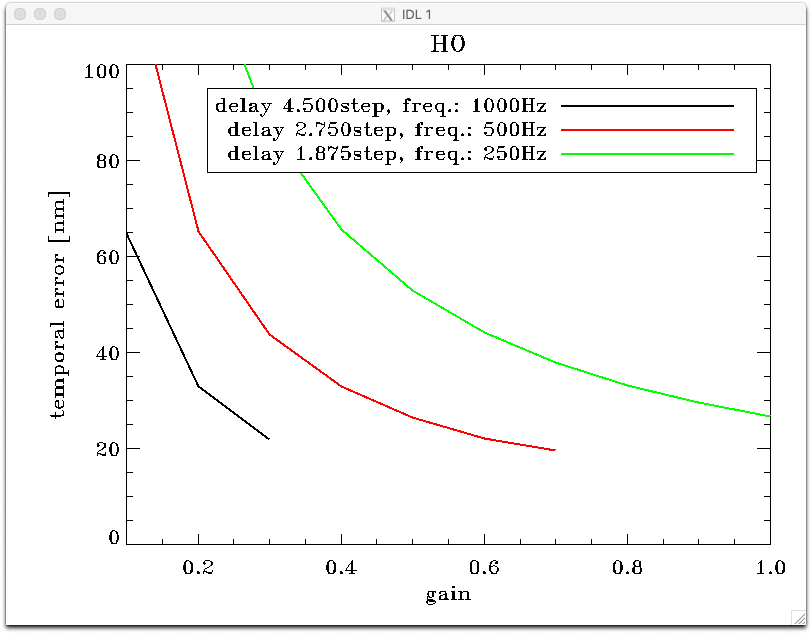 IDL 1
HO
100
80
60
40
20
0
temporal error [nm]
delay 4.500step, freq.: 1000Hz
delay 2.750step, freq.: 500Hz
delay 1.875step, freq.: 250Hz
0.2 0.4 0.6 0.8 1.0
gain